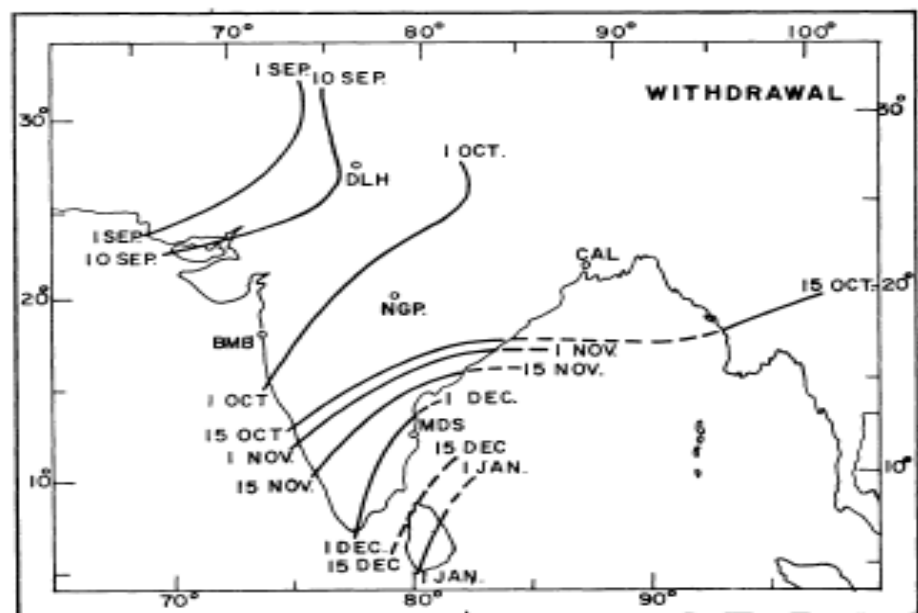 70° 80° 90° 100°
1 SEP. 10 SEP.
WITHDRAWAL
30° 30°
1 OCT.
DLH
1 SEP.
10 SEP.
CAL
15 OCT.
20° 20°
NGP.
BMB
1 NOV.
15 NOV.
1 OCT
1 DEC.
15 OCT
MDS
1 NOV.
15 DEC
15 NOV.
1 JAN.
10° 10°
1 DEC.
15 DEC
1 JAN.
70° 80° 90°